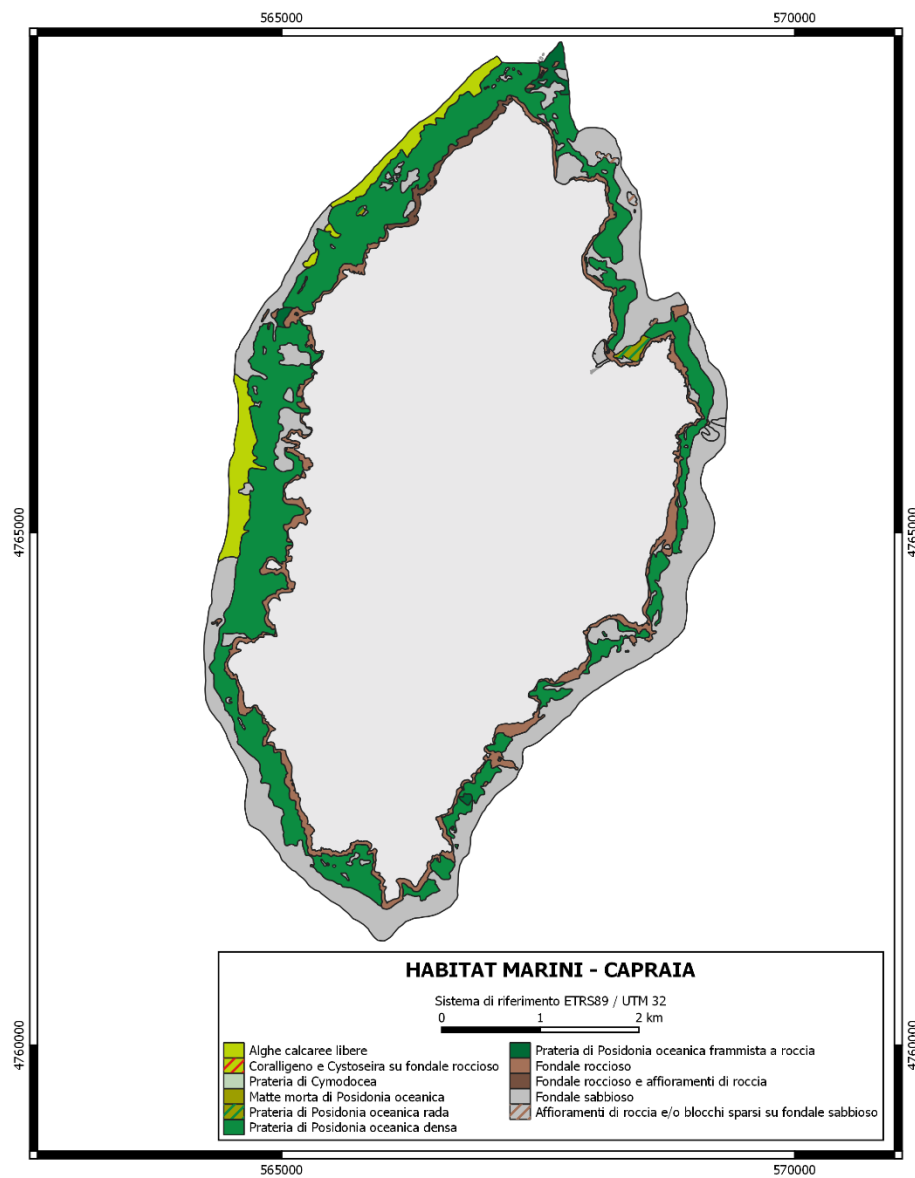 565000 570000
4765000 4765000
4760000 4760000
HABITAT MARINI - CAPRAIA
Sistema di riferimento ETRS89 / UTM 32
0 1 2 km
Alghe calcaree libere
Coralligeno e Cystoseira su fondale roccioso
Prateria di Cymodocea
Matte morta di Posidonia oceanica
Prateria di Posidonia oceanica rada
Prateria di Posidonia oceanica densa
Prateria di Posidonia oceanica frammista a roccia
Fondale roccioso
Fondale roccioso e affioramenti di roccia
Fondale sabbioso
Affioramenti di roccia e/o blocchi sparsi su fondale sabbioso
565000 570000